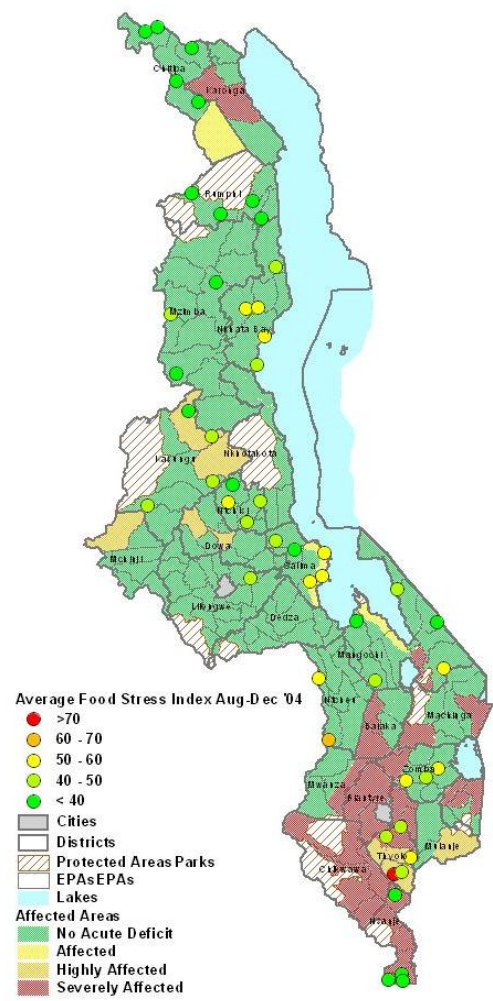 Chitipa
Karonga
Rumphi
Mzimba
Nkhata Bay
Kasungu
Nkhotakota
Ntchisi
Dowa
Mchinji
Salima
Lilongwe
Dedza
Mangochi
Ntcheu
Machinga
Balaka
Zomba
Mwanza
Blantyre
Mulanje
Thyolo
Chikwawa
Nsanje
Average Food Stress Index Aug-Dec '04
>70
60 - 70
50 - 60
40 - 50
< 40
Cities
Districts
Protected Areas Parks
EPAsEPAs
Lakes
Affected Areas
No Acute Deficit
Affected
Highly Affected
Severely Affected